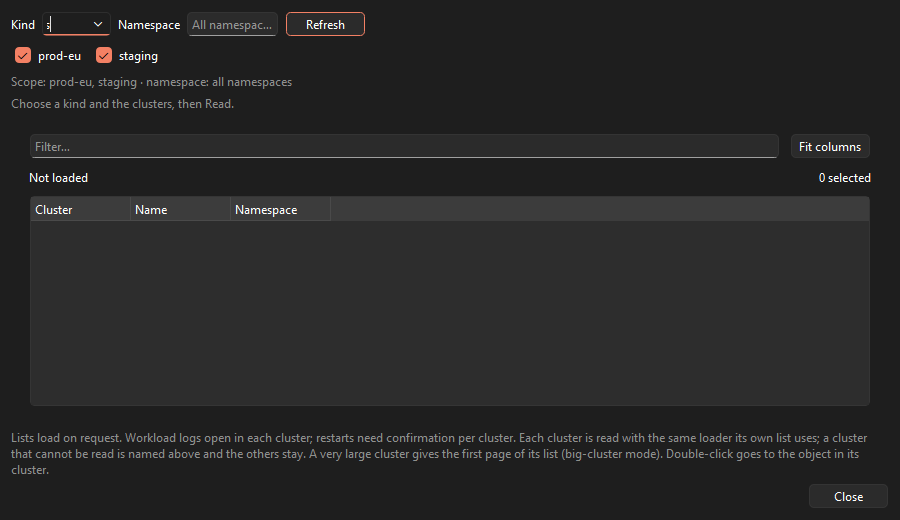 Kind s Namespace All namespac... Refresh
prod-eu staging
Scope: prod-eu, staging · namespace: all namespaces
Choose a kind and the clusters, then Read.
Filter... Fit columns
Not loaded 0 selected
Cluster Name Namespace
Lists load on request. Workload logs open in each cluster; restarts need confirmation per cluster. Each cluster is read with the same loader its own list uses; a cluster
that cannot be read is named above and the others stay. A very large cluster gives the first page of its list (big-cluster mode). Double-click goes to the object in its
cluster.
Close